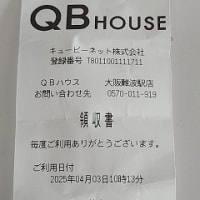 QB HOUSE
キュービーネット株式会社
登録番号 T8011001111711
QBハウス 大阪難波駅店
お問い合わせ先 0570-011-919
領収書
毎度ご利用ありがとうございます。
ご利用日付
2025年04月03日10時13分